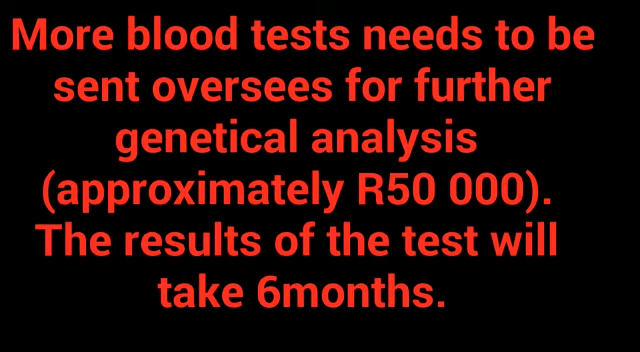 More blood tests needs to be
sent oversees for further
genetical analysis
(approximately R50 000).
The results of the test will
take 6months.